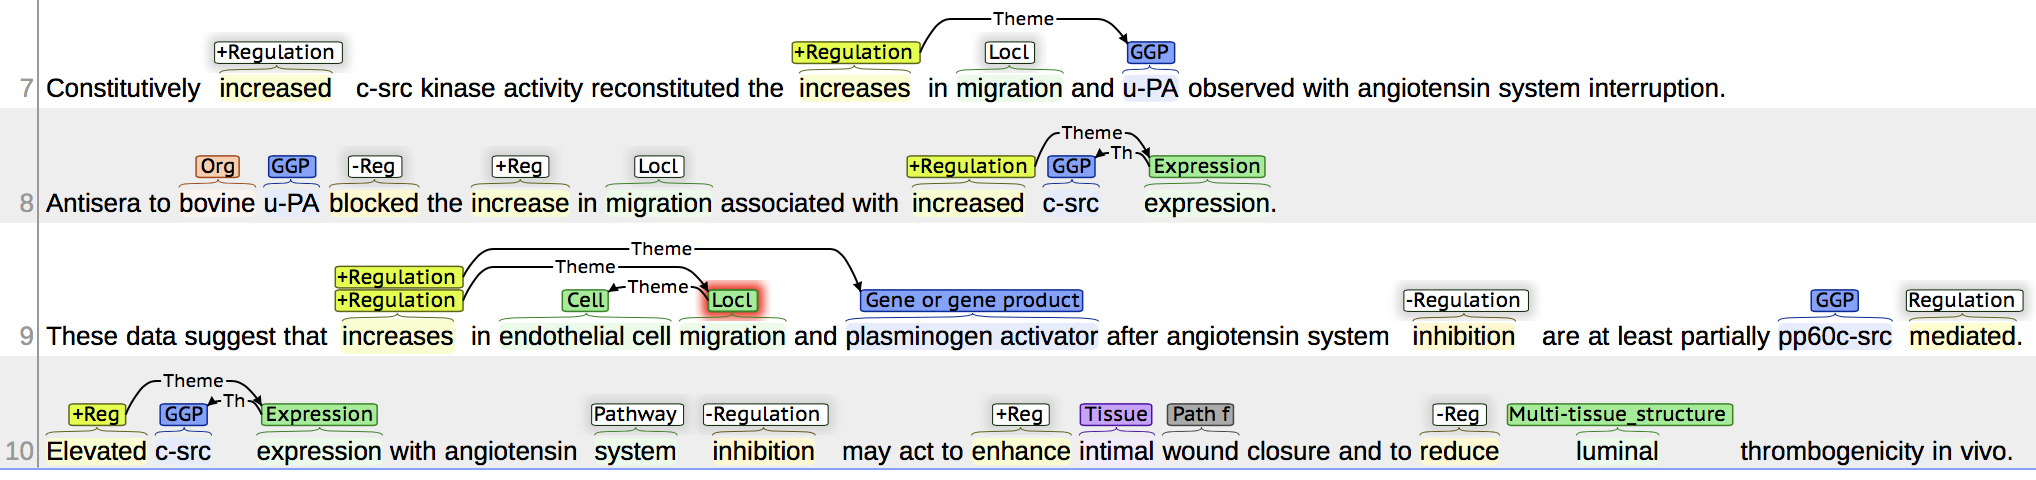 Theme
+Regulation +Regulation Locl GGP
7 Constitutively increased c-src kinase activity reconstituted the increases in migration and u-PA observed with angiotensin system interruption.
Theme
Th
Org GGP -Reg +Reg Locl +Regulation GGP Expression
8 Antisera to bovine u-PA blocked the increase in migration associated with increased c-src expression.
Theme
Theme
+Regulation Theme
+Regulation Cell Locl Gene or gene product -Regulation GGP Regulation
9 These data suggest that increases in endothelial cell migration and plasminogen activator after angiotensin system inhibition are at least partially pp60c-src mediated.
Theme
Th
+Reg GGP Expression Pathway -Regulation +Reg Tissue Path f -Reg Multi-tissue_structure
10 Elevated c-src expression with angiotensin system inhibition may act to enhance intimal wound closure and to reduce luminal thrombogenicity in vivo.